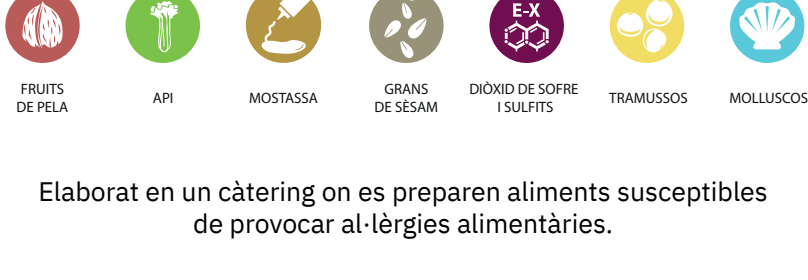 E-X
FRUITS
DE PELA
API
MOSTASSA
GRANS
DE SÈSAM
DIÒXID DE SOFRE
I SULFITS
TRAMUSSOS
MOLLUSCOS
Elaborat en un càtering on es preparen aliments susceptibles
de provocar al·lèrgies alimentàries.